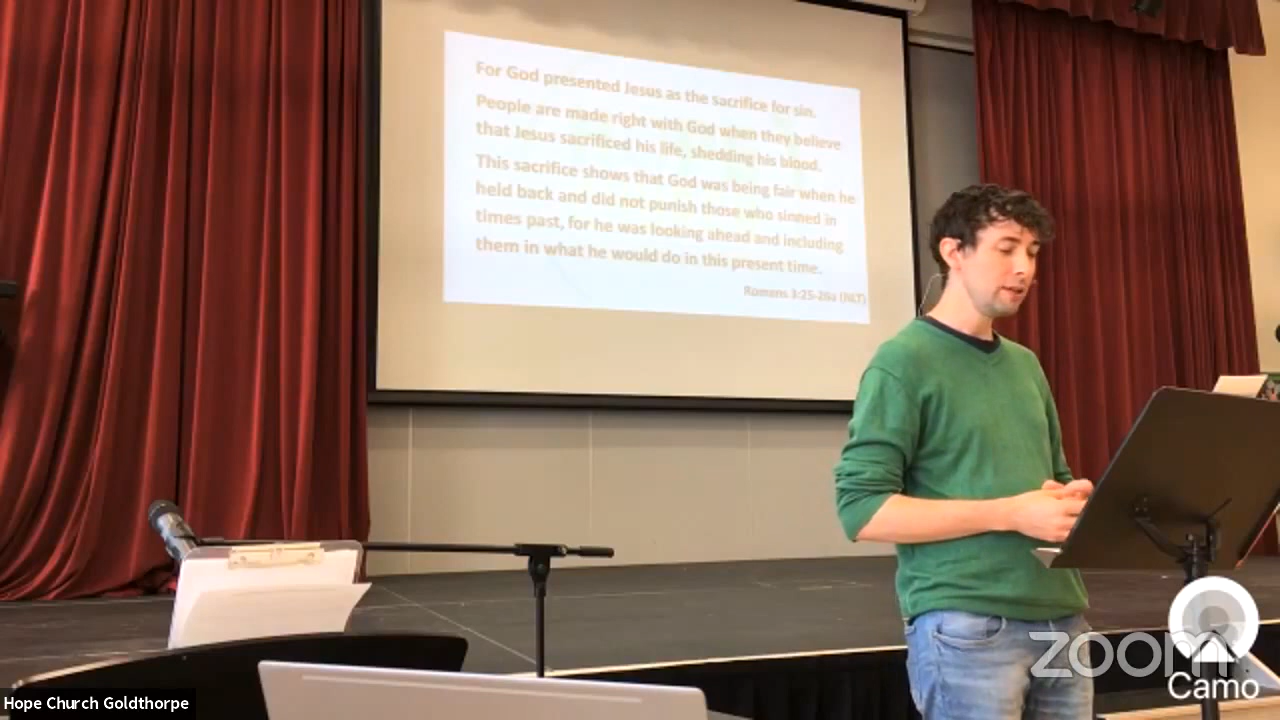 For God presented Jesus as the sacrifice for sin.
People are made right with God when they believe
that Jesus sacrificed his life, shedding his blood.
This sacrifice shows that God was being fair when he
held back and did not punish those who sinned in
times past, for he was looking ahead and including
them in what he would do in this present time.
Romans 3:25-26a (NLT)
zoom
Camo
Hope Church Goldthorpe